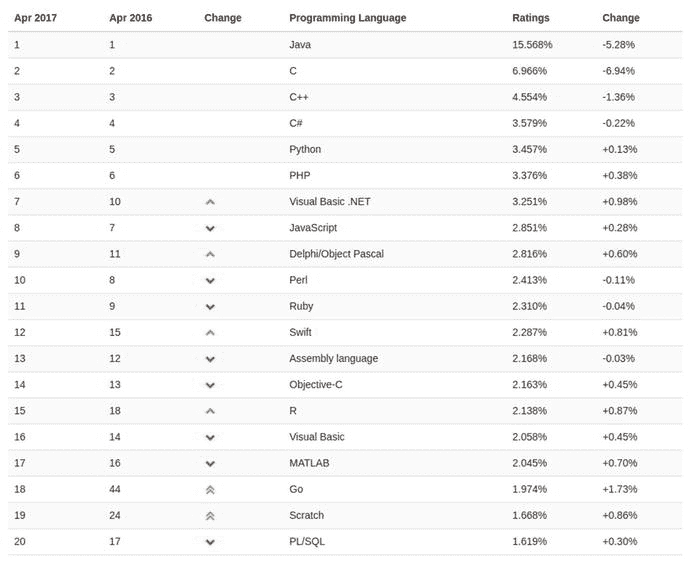 Apr 2017 Apr 2016 Change Programming Language Ratings Change
1 1 Java 15.568% -5.28%
2 2 C 6.966% -6.94%
3 3 C++ 4.554% -1.36%
4 4 C# 3.579% -0.22%
5 5 Python 3.457% +0.13%
6 6 PHP 3.376% +0.38%
7 10 Visual Basic .NET 3.251% +0.98%
8 7 JavaScript 2.851% +0.28%
9 11 Delphi/Object Pascal 2.816% +0.60%
10 8 Perl 2.413% -0.11%
11 9 Ruby 2.310% -0.04%
12 15 Swift 2.287% +0.81%
13 12 Assembly language 2.168% -0.03%
14 13 Objective-C 2.163% +0.45%
15 18 R 2.138% +0.87%
16 14 Visual Basic 2.058% +0.45%
17 16 MATLAB 2.045% +0.70%
18 44 Go 1.974% +1.73%
19 24 Scratch 1.668% +0.86%
20 17 PL/SQL 1.619% +0.30%